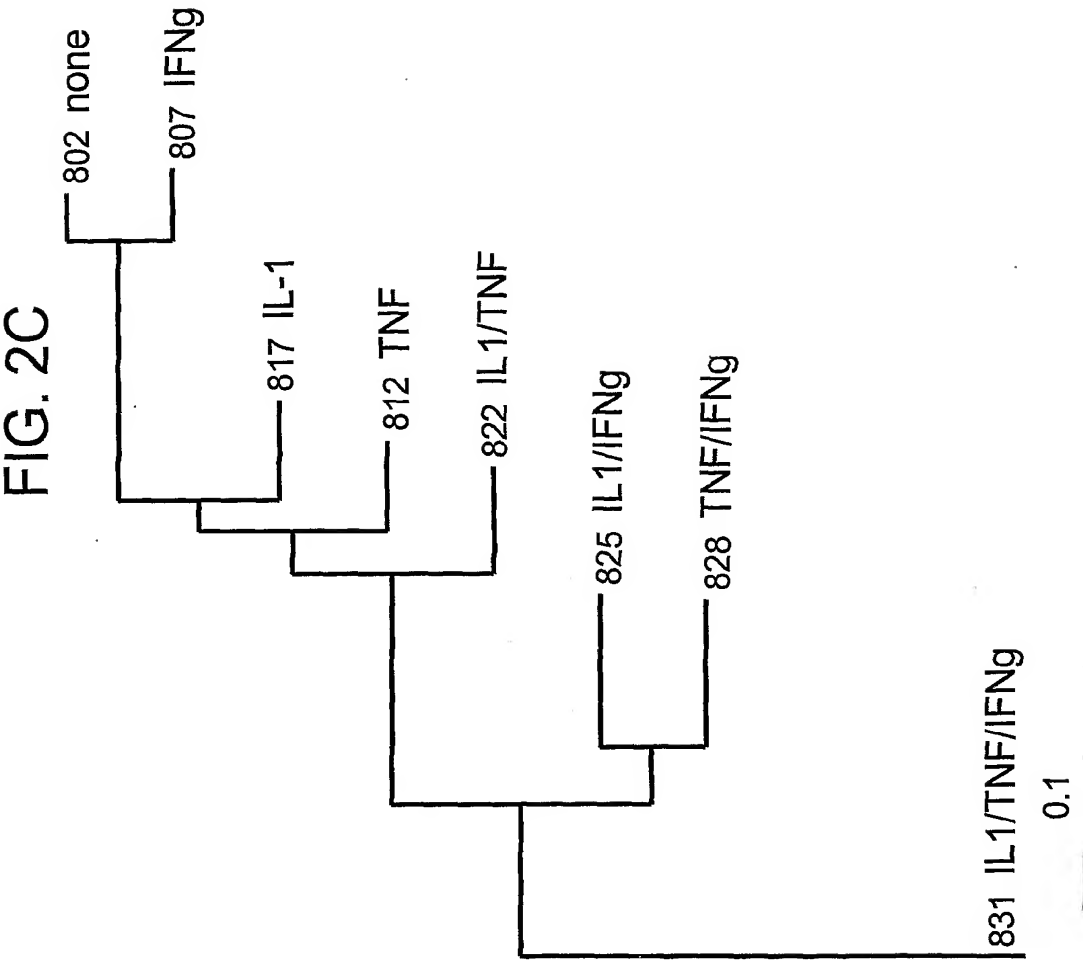 FIG. 2C
802 none
807 IFNg
817 IL-1
812 TNF
822 IL1/TNF
825 IL1/IFNg
828 TNF/IFNg
831 IL1/TNF/IFNg
0.1